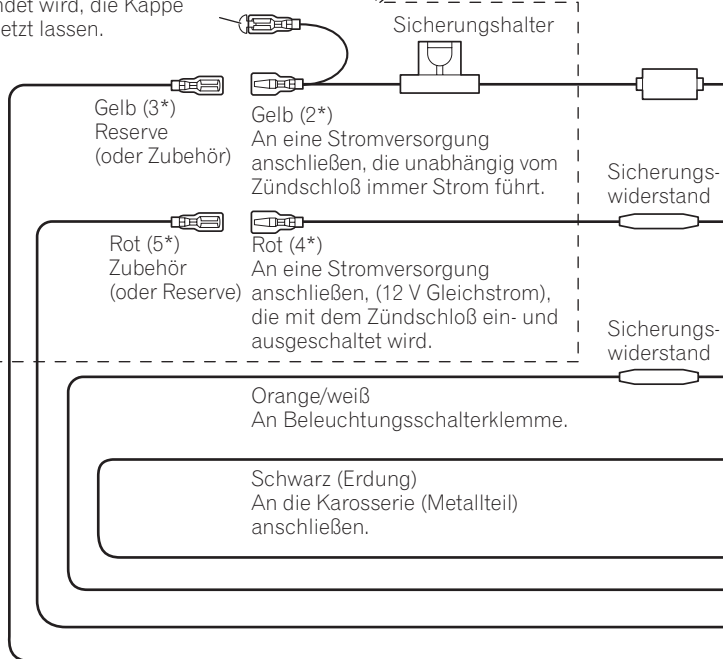 det wird, die Kappe
etzt lassen.
Sicherungshalter
Gelb (3*)
Reserve
(oder Zubehör)
Gelb (2*)
An eine Stromversorgung
anschließen, die unabhängig vom
Zündschloß immer Strom führt.
Sicherungs-
widerstand
Rot (5*)
Zubehör
(oder Reserve)
Rot (4*)
An eine Stromversorgung
anschließen, (12 V Gleichstrom),
die mit dem Zündschloß ein- und
ausgeschaltet wird.
Sicherungs-
widerstand
Orange/weiß
An Beleuchtungsschalterklemme.
Schwarz (Erdung)
An die Karosserie (Metallteil)
anschließen.